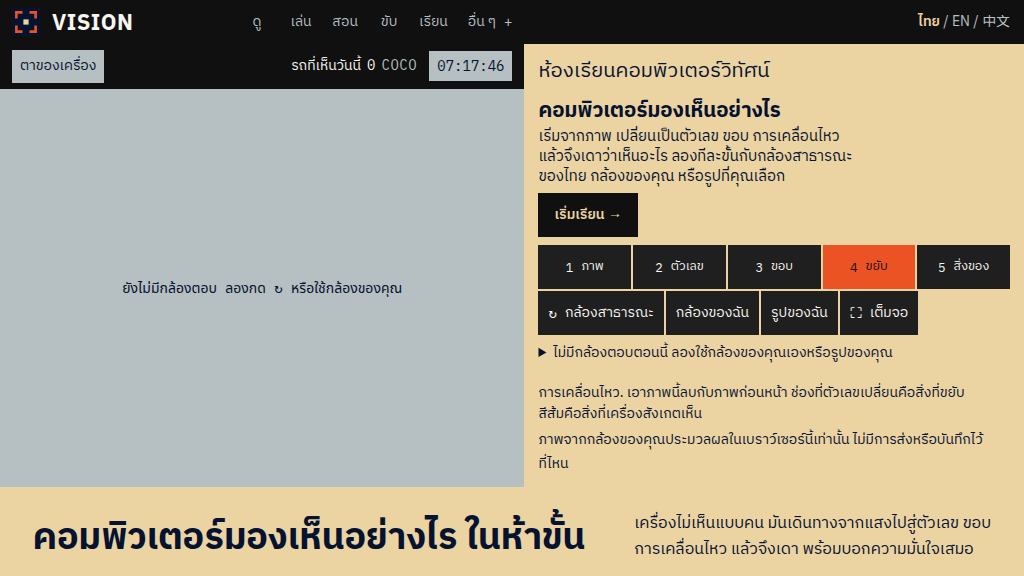 VISION
ดู เล่น สอน ขับ เรียน อื่นๆ +
ไทย / EN / 中文
ตาของเครื่อง
รถที่เห็นวันนี้ 0 COCO 07:17:46
ห้องเรียนคอมพิวเตอร์วิทัศน์
คอมพิวเตอร์มองเห็นอย่างไร
เริ่มจากภาพ เปลี่ยนเป็นตัวเลข ขอบ การเคลื่อนไหว
แล้วจึงเดาว่าเห็นอะไร ลองทีละขั้นกับกล้องสาธารณะ
ของไทย กล้องของคุณ หรือรูปที่คุณเลือก
เริ่มเรียน →
1 ภาพ 2 ตัวเลข 3 ขอบ 4 ขยับ 5 สิ่งของ
↻ กล้องสาธารณะ กล้องของฉัน รูปของฉัน ⛶ เต็มจอ
▶ ไม่มีกล้องตอบตอนนี้ ลองใช้กล้องของคุณเองหรือรูปของคุณ
ยังไม่มีกล้องตอบ ลองกด ↻ หรือใช้กล้องของคุณ
การเคลื่อนไหว. เอาภาพนี้ลบกับภาพก่อนหน้า ช่องที่ตัวเลขเปลี่ยนคือสิ่งที่ขยับ
สีส้มคือสิ่งที่เครื่องสังเกตเห็น
ภาพจากกล้องของคุณประมวลผลในเบราว์เซอร์นี้เท่านั้น ไม่มีการส่งหรือบันทึกไว้
ที่ไหน
คอมพิวเตอร์มองเห็นอย่างไร ในห้าขั้น
เครื่องไม่เห็นแบบคน มันเดินทางจากแสงไปสู่ตัวเลข ขอบ
การเคลื่อนไหว แล้วจึงเดา พร้อมบอกความมั่นใจเสมอ